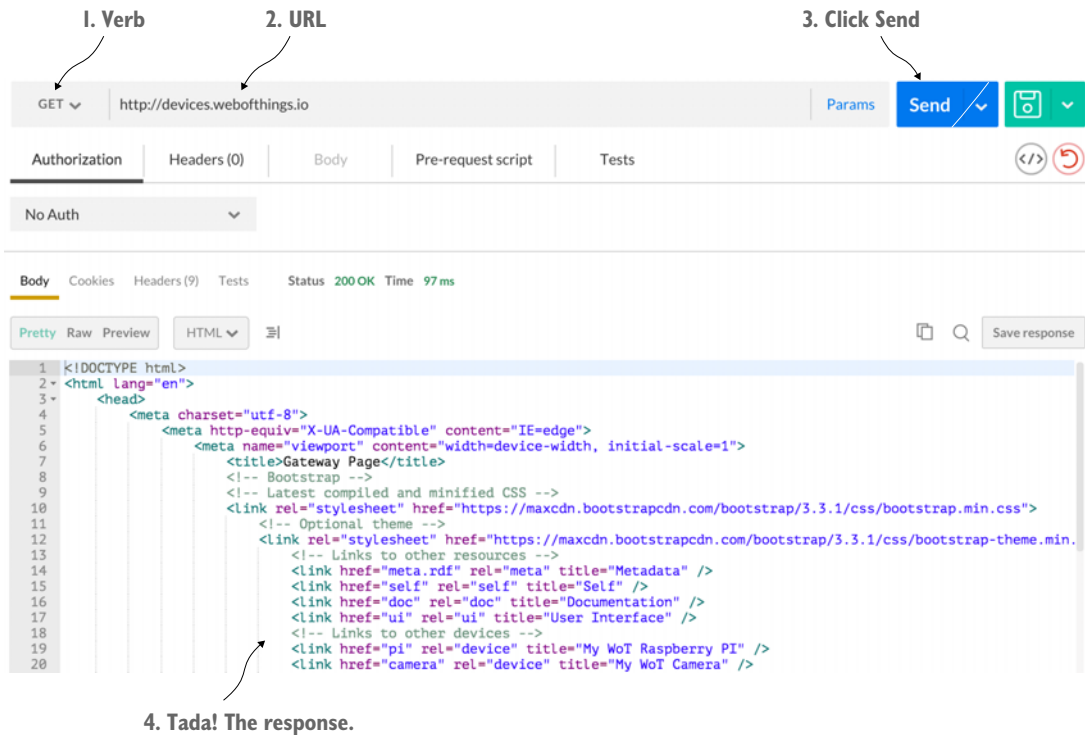 1. Verb
2. URL
3. Click Send
GET
http://devices.webofthings.io
Params
Send
Authorization
Headers (0)
Body
Pre-request script
Tests
</>
No Auth
Body
Cookies
Headers (9)
Tests
Status 200 OK Time 97 ms
Pretty Raw Preview
HTML
Save response
1 <!DOCTYPE html>
2 <html lang="en">
3 <head>
4 <meta charset="utf-8">
5 <meta http-equiv="X-UA-Compatible" content="IE=edge">
6 <meta name="viewport" content="width=device-width, initial-scale=1">
7 <title>Gateway Page</title>
8 <!-- Bootstrap -->
9 <!-- Latest compiled and minified CSS -->
10 <link rel="stylesheet" href="https://maxcdn.bootstrapcdn.com/bootstrap/3.3.1/css/bootstrap.min.css">
11 <!-- Optional theme -->
12 <link rel="stylesheet" href="https://maxcdn.bootstrapcdn.com/bootstrap/3.3.1/css/bootstrap-theme.min.
13 <!-- Links to other resources -->
14 <link href="meta.rdf" rel="meta" title="Metadata" />
15 <link href="self" rel="self" title="Self" />
16 <link href="doc" rel="doc" title="Documentation" />
17 <link href="ui" rel="ui" title="User Interface" />
18 <!-- Links to other devices -->
19 <link href="pi" rel="device" title="My WoT Raspberry PI" />
20 <link href="camera" rel="device" title="My WoT Camera" />
4. Tada! The response.